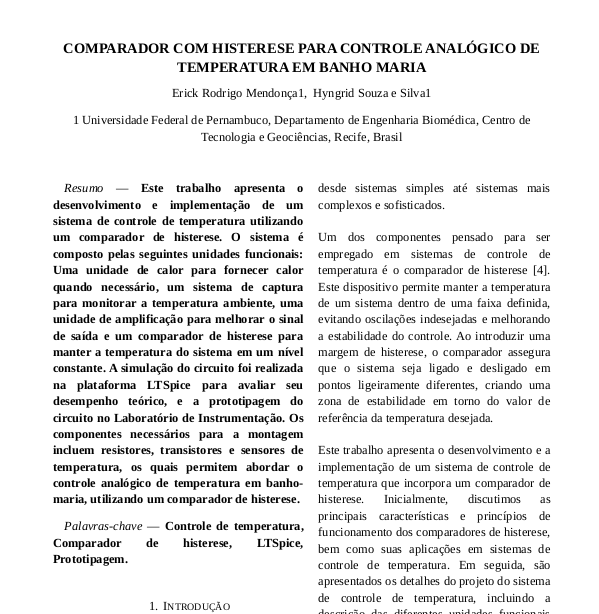 COMPARADOR COM HISTERESE PARA CONTROLE ANALÓGICO DE
TEMPERATURA EM BANHO MARIA
Erick Rodrigo Mendonça1, Hyngrid Souza e Silva1
1 Universidade Federal de Pernambuco, Departamento de Engenharia Biomédica, Centro de
Tecnologia e Geociências, Recife, Brasil
Resumo — Este trabalho apresenta o
desenvolvimento e implementação de um
sistema de controle de temperatura utilizando
um comparador de histerese. O sistema é
composto pelas seguintes unidades funcionais:
Uma unidade de calor para fornecer calor
quando necessário, um sistema de captura
para monitorar a temperatura ambiente, uma
unidade de amplificação para melhorar o sinal
de saída e um comparador de histerese para
manter a temperatura do sistema em um nível
constante. A simulação do circuito foi realizada
na plataforma LTSpice para avaliar seu
desempenho teórico, e a prototipagem do
circuito no Laboratório de Instrumentação. Os
componentes necessários para a montagem
incluem resistores, transistores e sensores de
temperatura, os quais permitem abordar o
controle analógico de temperatura em banho-
maria, utilizando um comparador de histerese.
Palavras-chave — Controle de temperatura,
Comparador de histerese, LTSpice,
Prototipagem.
1. INTRODUÇÃO
desde sistemas simples até sistemas mais
complexos e sofisticados.
Um dos componentes pensado para ser
empregado em sistemas de controle de
temperatura é o comparador de histerese [4].
Este dispositivo permite manter a temperatura
de um sistema dentro de uma faixa definida,
evitando oscilações indesejadas e melhorando
a estabilidade do controle. Ao introduzir uma
margem de histerese, o comparador assegura
que o sistema seja ligado e desligado em
pontos ligeiramente diferentes, criando uma
zona de estabilidade em torno do valor de
referência da temperatura desejada.
Este trabalho apresenta o desenvolvimento e a
implementação de um sistema de controle de
temperatura que incorpora um comparador de
histerese. Inicialmente, discutimos as
principais características e princípios de
funcionamento dos comparadores de histerese,
bem como suas aplicações em sistemas de
controle de temperatura. Em seguida, são
apresentados os detalhes do projeto do sistema
de controle de temperatura, incluindo a
descrição das diferentes unidades funcionais